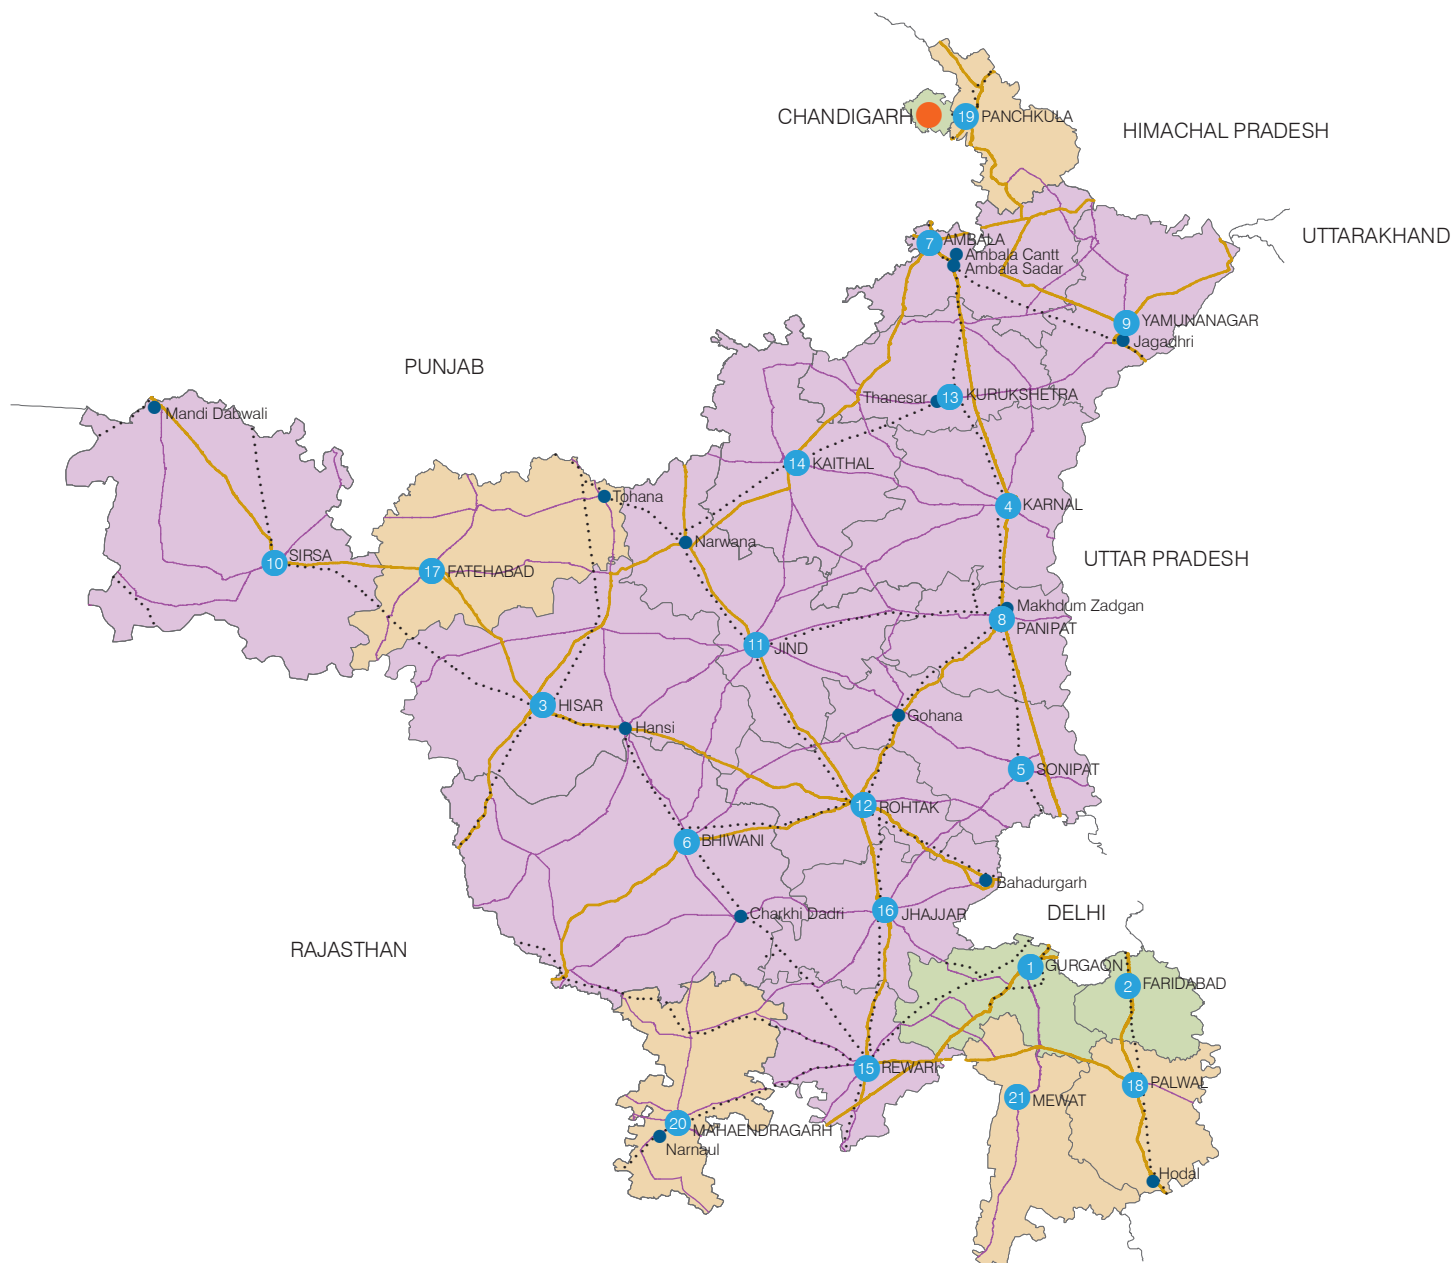 CHANDIGARH
19
PANCHKULA
HIMACHAL PRADESH
UTTARAKHAND
7
AMBALA
Ambala Cantt
Ambala Sadar
9
YAMUNANAGAR
Jagadhri
PUNJAB
Thanesar
13
KURUKSHETRA
Mandi Dabwali
14
KAITHAL
Tohana
4
KARNAL
Narwana
10
SIRSA
17
FATEHABAD
UTTAR PRADESH
Makhdum Zadgan
8
PANIPAT
11
JIND
3
HISAR
Hansi
Gohana
5
SONIPAT
12
ROHTAK
6
BHIWANI
Bahadurgarh
Charkhi Dadri
16
JHAJJAR
DELHI
RAJASTHAN
1
GURGAON
2
FARIDABAD
15
REWARI
18
PALWAL
21
MEWAT
20
MAHAENDRAGARH
Narnaul
Hodal